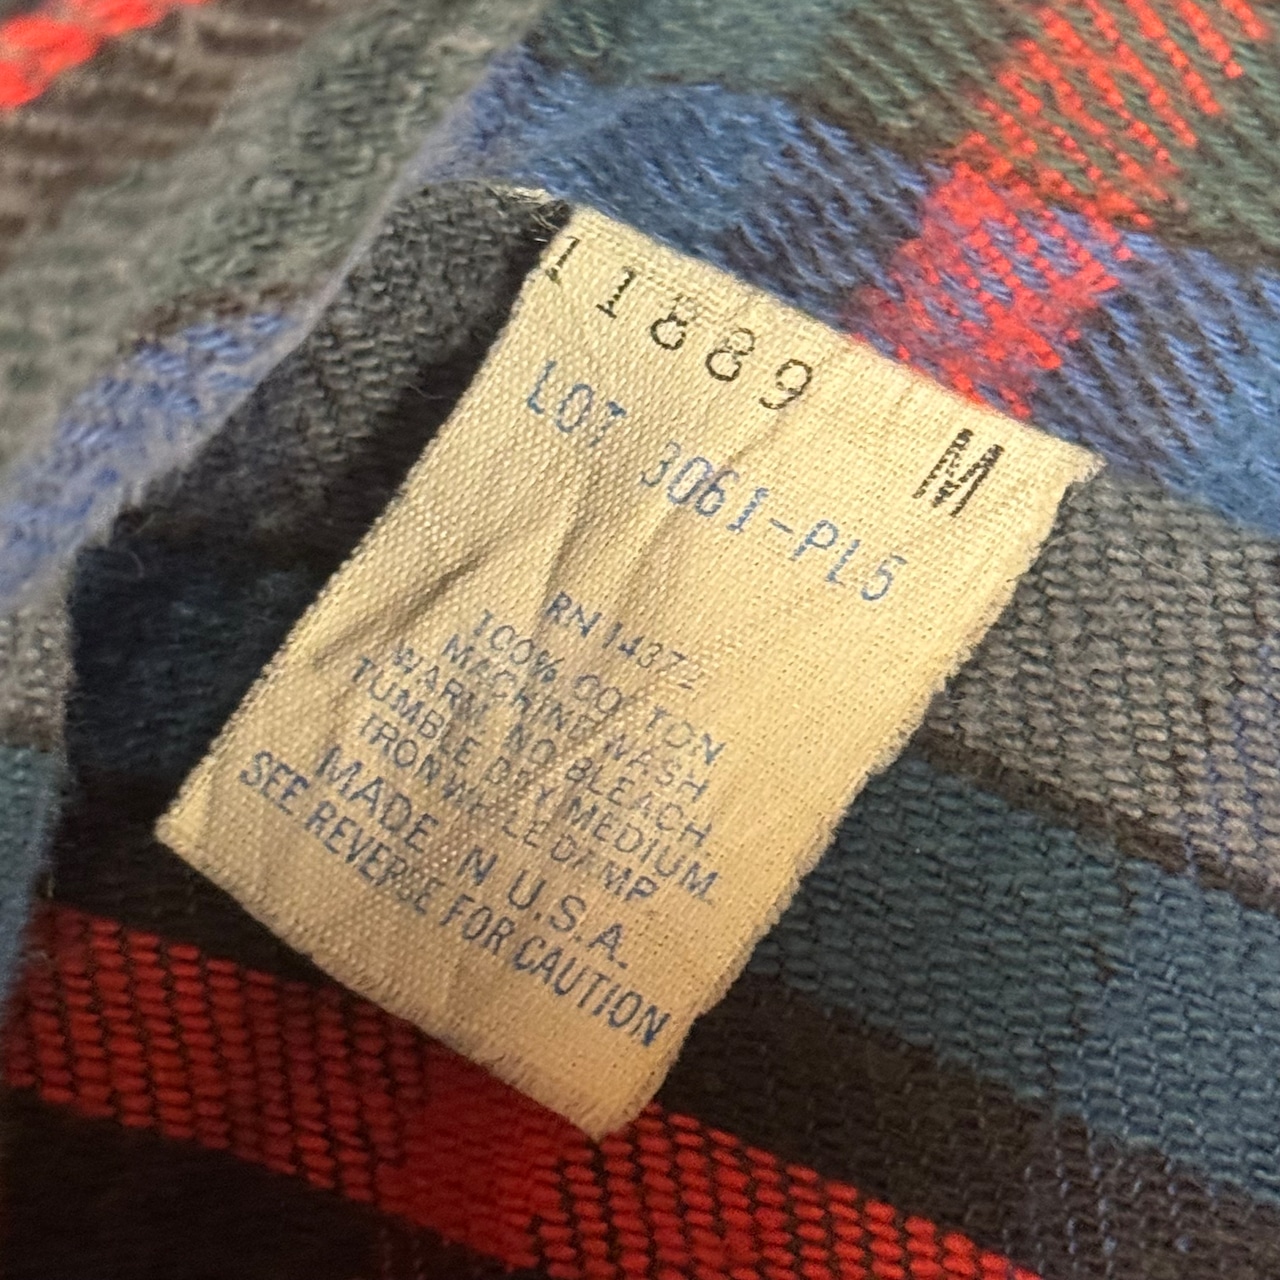 11889
M
LOT 3061-PL5
RN 14372
100% COTTON
MACHINE WASH
WARM NO BLEACH
TUMBLE DRY MEDIUM.
IRON WHILE DAMP
MADE IN U.S.A.
SEE REVERSE FOR CAUTION